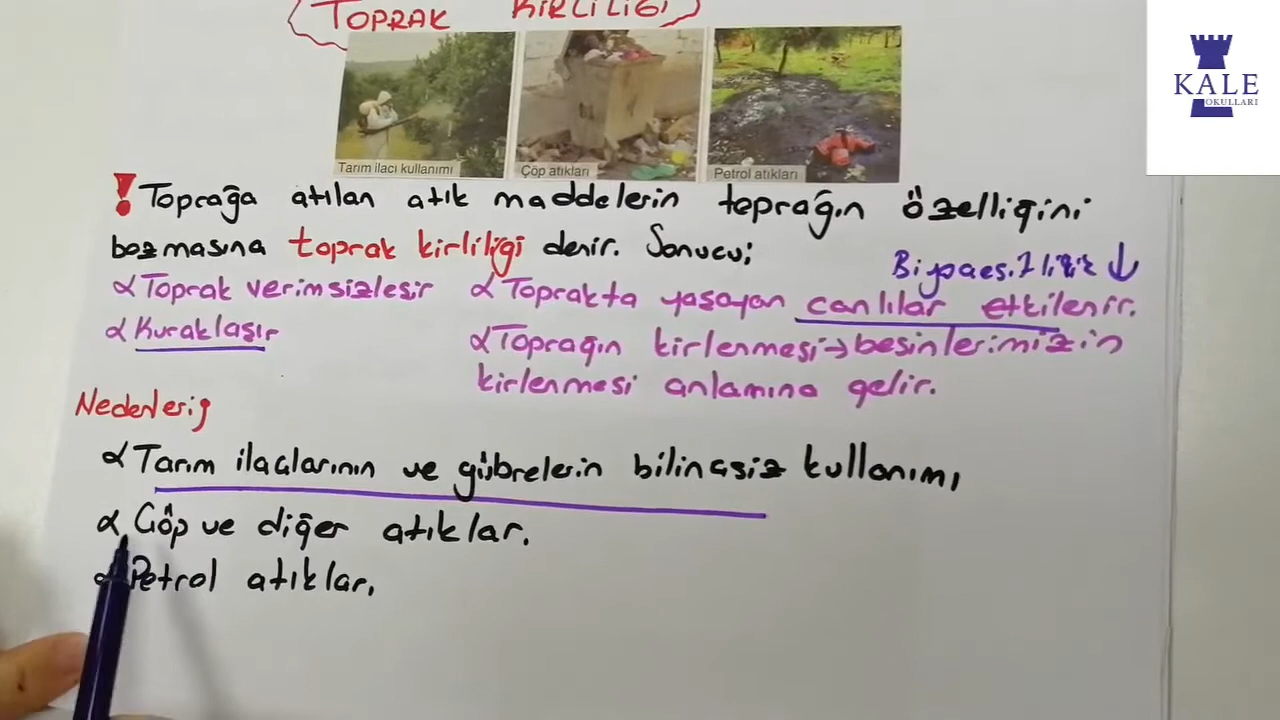 TOPRAK KİRLİLİĞİ
KALE
OKULLARI
Tarım ilacı kullanımı
Çöp atıkları
Petrol atıkları
! Toprağa atılan atık maddelerin toprağın özelliğini
bozmasına toprak kirliliği denir. Sonucu;
Biyoçeşitlilik ↓
α Toprak verimsizleşir
α Toprakta yaşayan canlılar etkilenir.
α Kuraklaşır
α Toprağın kirlenmesi → besinlerimizin
kirlenmesi anlamına gelir.
Nedenleri;
α Tarım ilaçlarının ve gübrelerin bilinçsiz kullanımı
α Çöp ve diğer atıklar.
α Petrol atıkları